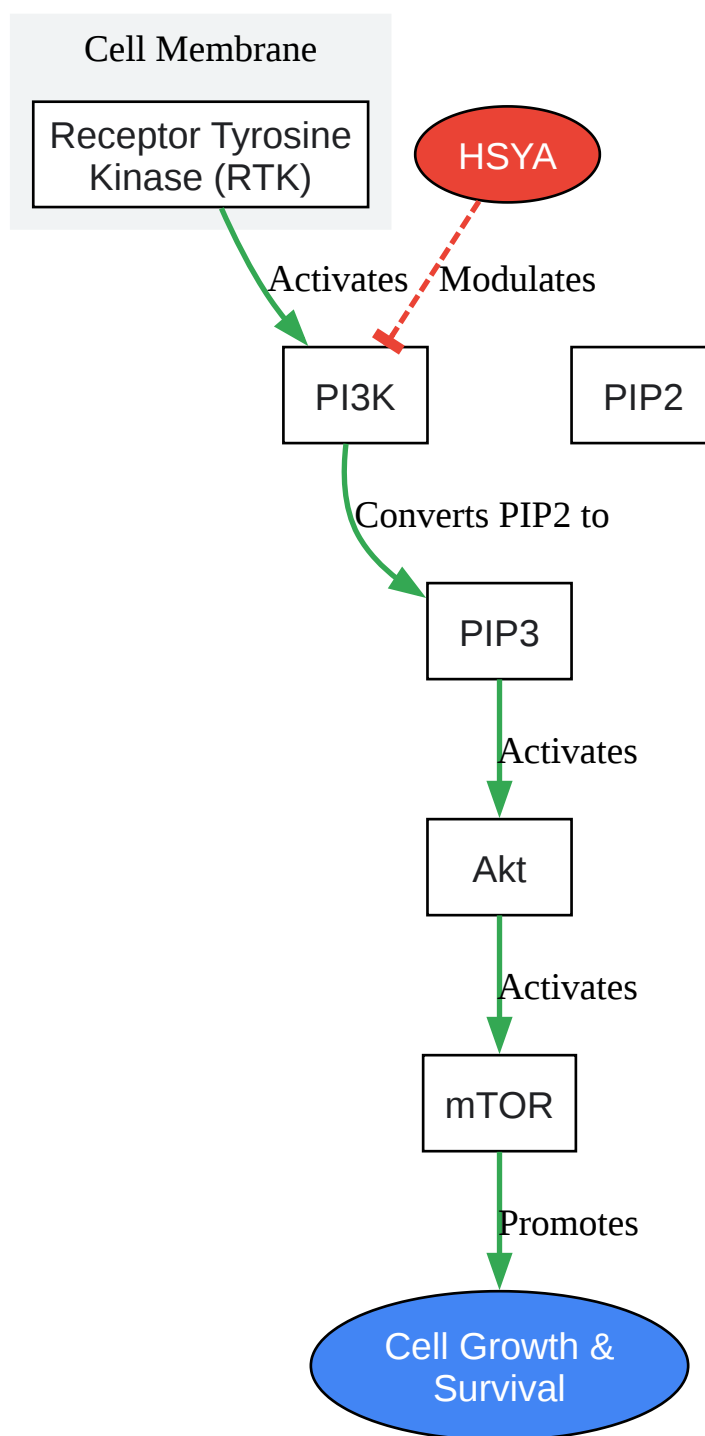 Cell Membrane
Receptor Tyrosine
Kinase (RTK)
HSYA
Activates
Modulates
PI3K
PIP2
Converts PIP2 to
PIP3
Activates
Akt
Activates
mTOR
Promotes
Cell Growth &
Survival